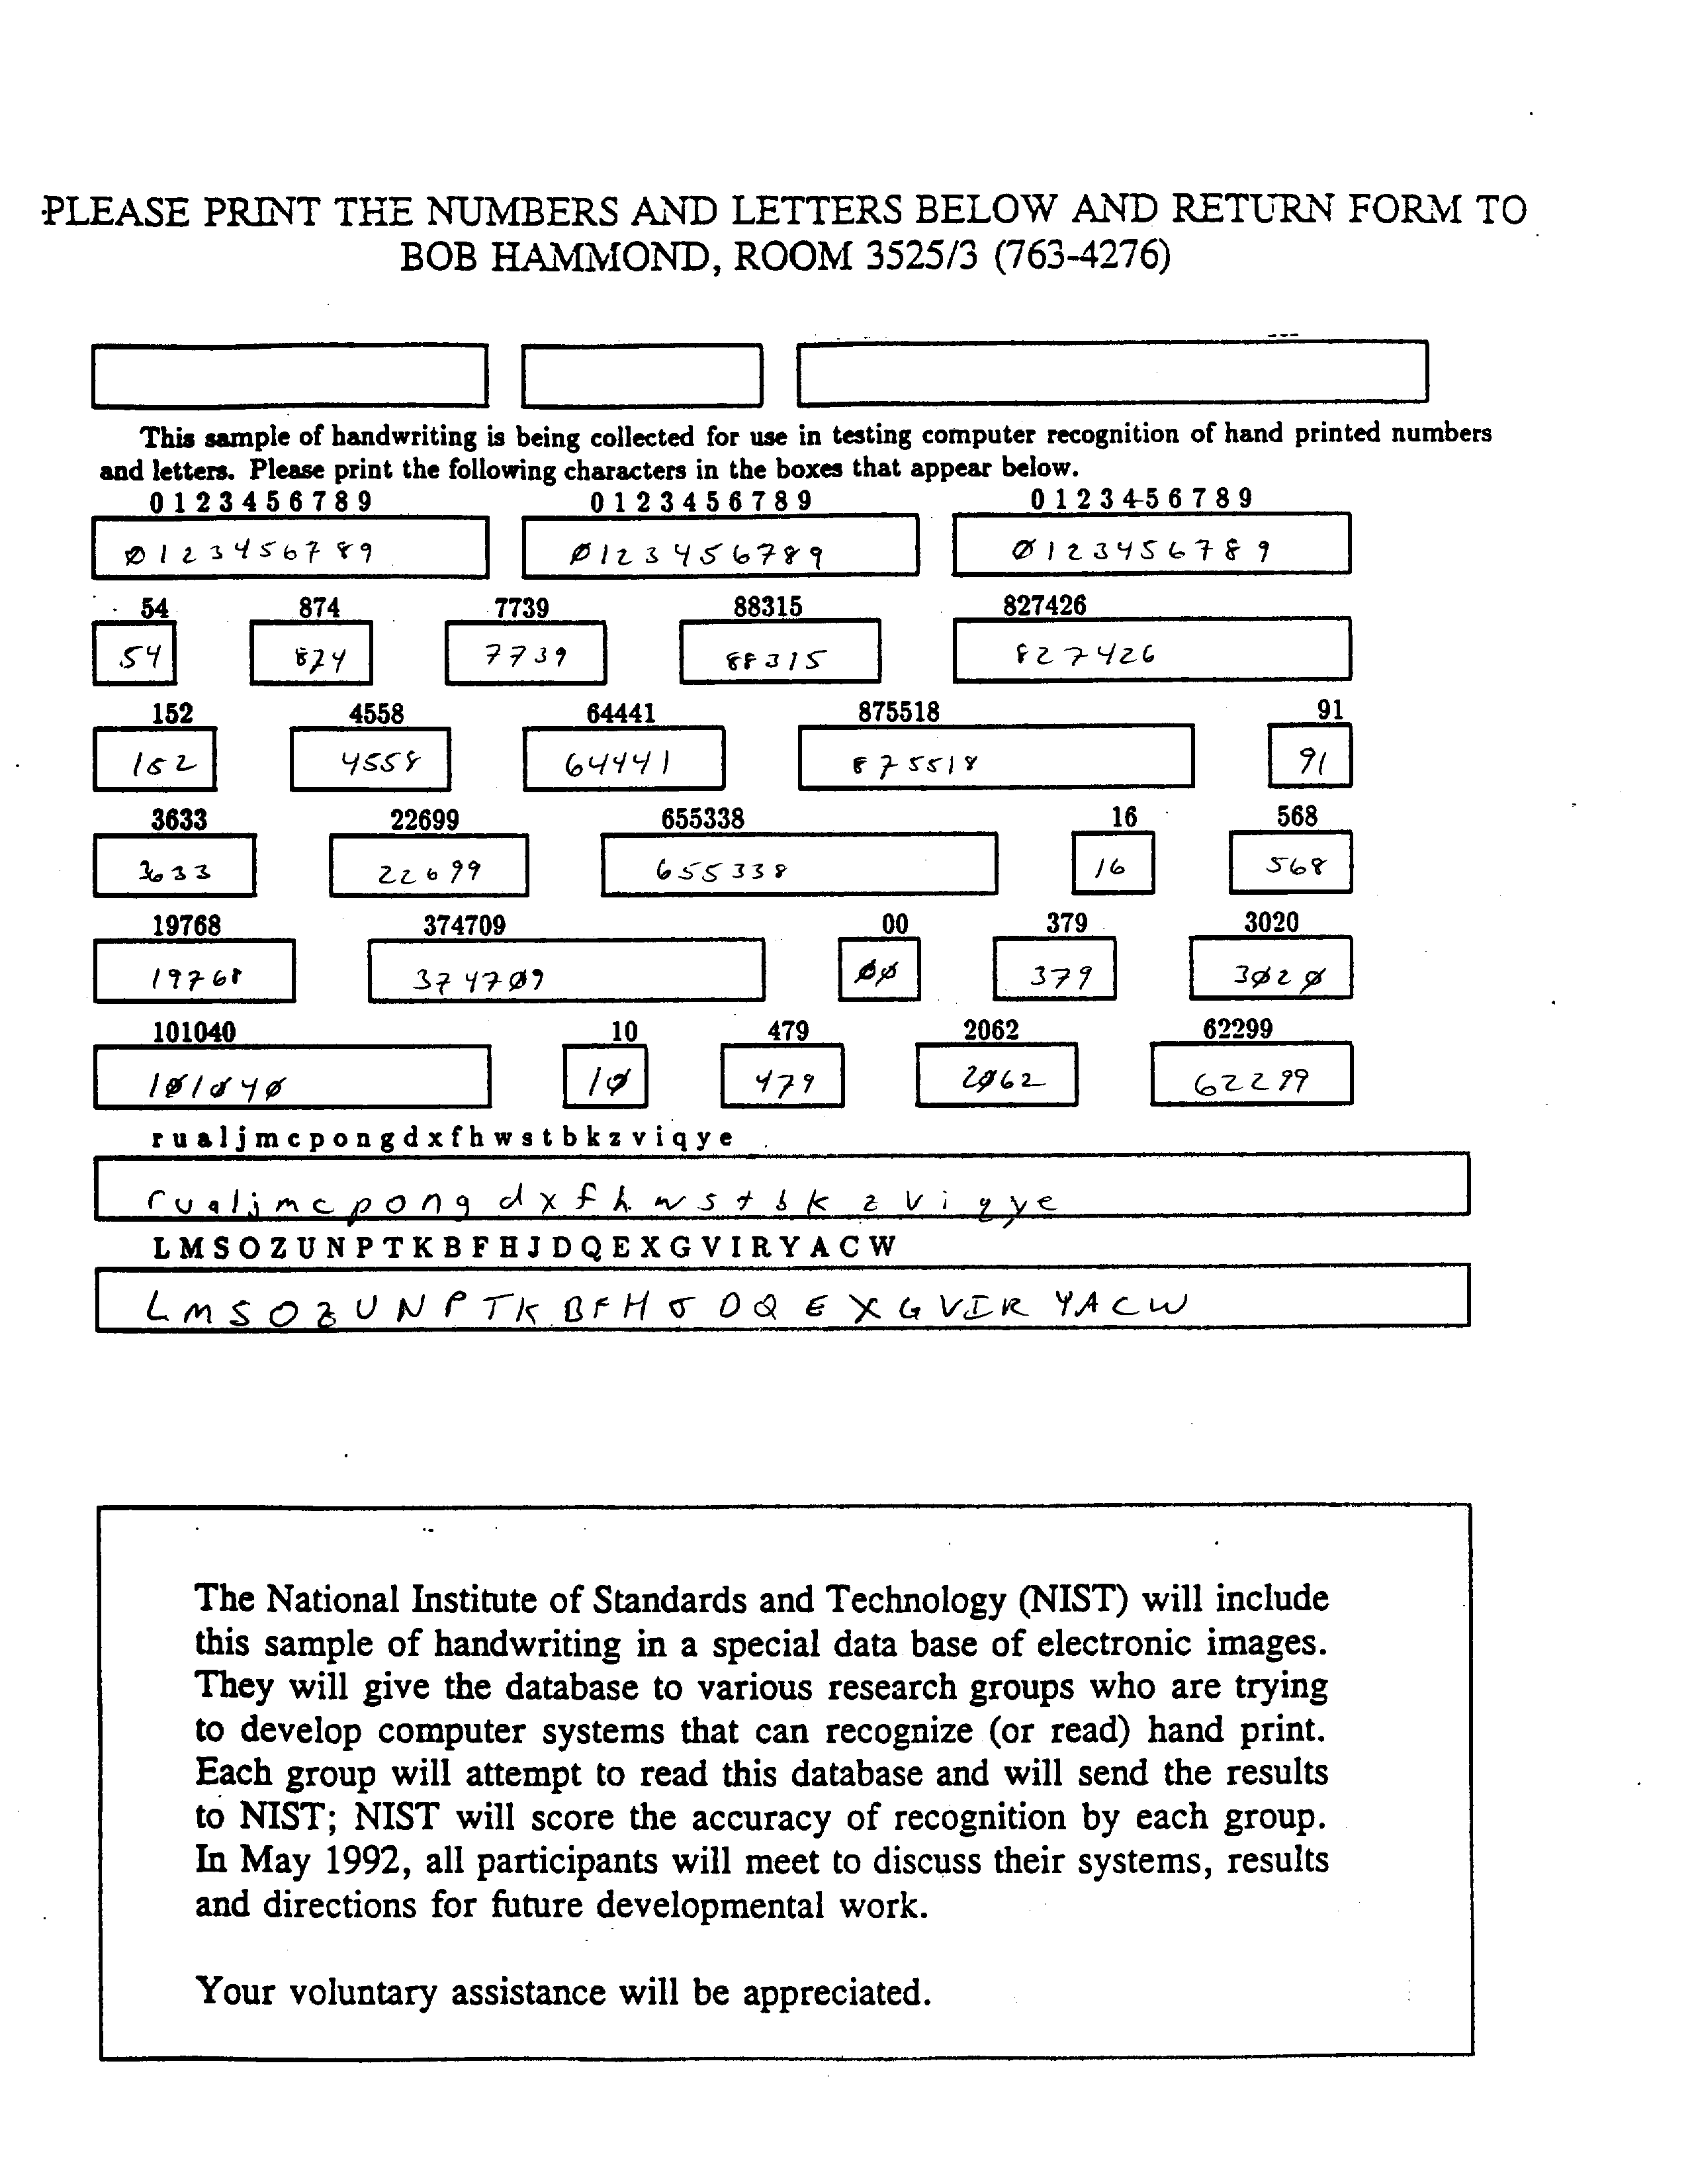 PLEASE PRINT THE NUMBERS AND LETTERS BELOW AND RETURN FORM TO
BOB HAMMOND, ROOM 3525/3 (763-4276)
This sample of handwriting is being collected for use in testing computer recognition of hand printed numbers
and letters. Please print the following characters in the boxes that appear below.
0 1 2 3 4 5 6 7 8 9 0 1 2 3 4 5 6 7 8 9 0 1 2 3 4 5 6 7 8 9
0 1 2 3 4 5 6 7 8 9 0 1 2 3 4 5 6 7 8 9 0 1 2 3 4 5 6 7 8 9
54 874 7739 88315 827426
54 874 7739 88315 827426
152 4558 64441 875518 91
152 4558 64441 875518 91
3633 22699 655338 16 568
3633 22699 655338 16 568
19768 374709 00 379 3020
19768 374709 00 379 3020
101040 10 479 2062 62299
101040 10 479 2062 62299
r u a l j m c p o n g d x f h w s t b k z v i q y e
r u a l j m c p o n g d x f h w s t b k z v i q y e
L M S O Z U N P T K B F H J D Q E X G V I R Y A C W
L M S O Z U N P T K B F H J D Q E X G V I R Y A C W
The National Institute of Standards and Technology (NIST) will include
this sample of handwriting in a special data base of electronic images.
They will give the database to various research groups who are trying
to develop computer systems that can recognize (or read) hand print.
Each group will attempt to read this database and will send the results
to NIST; NIST will score the accuracy of recognition by each group.
In May 1992, all participants will meet to discuss their systems, results
and directions for future developmental work.
Your voluntary assistance will be appreciated.